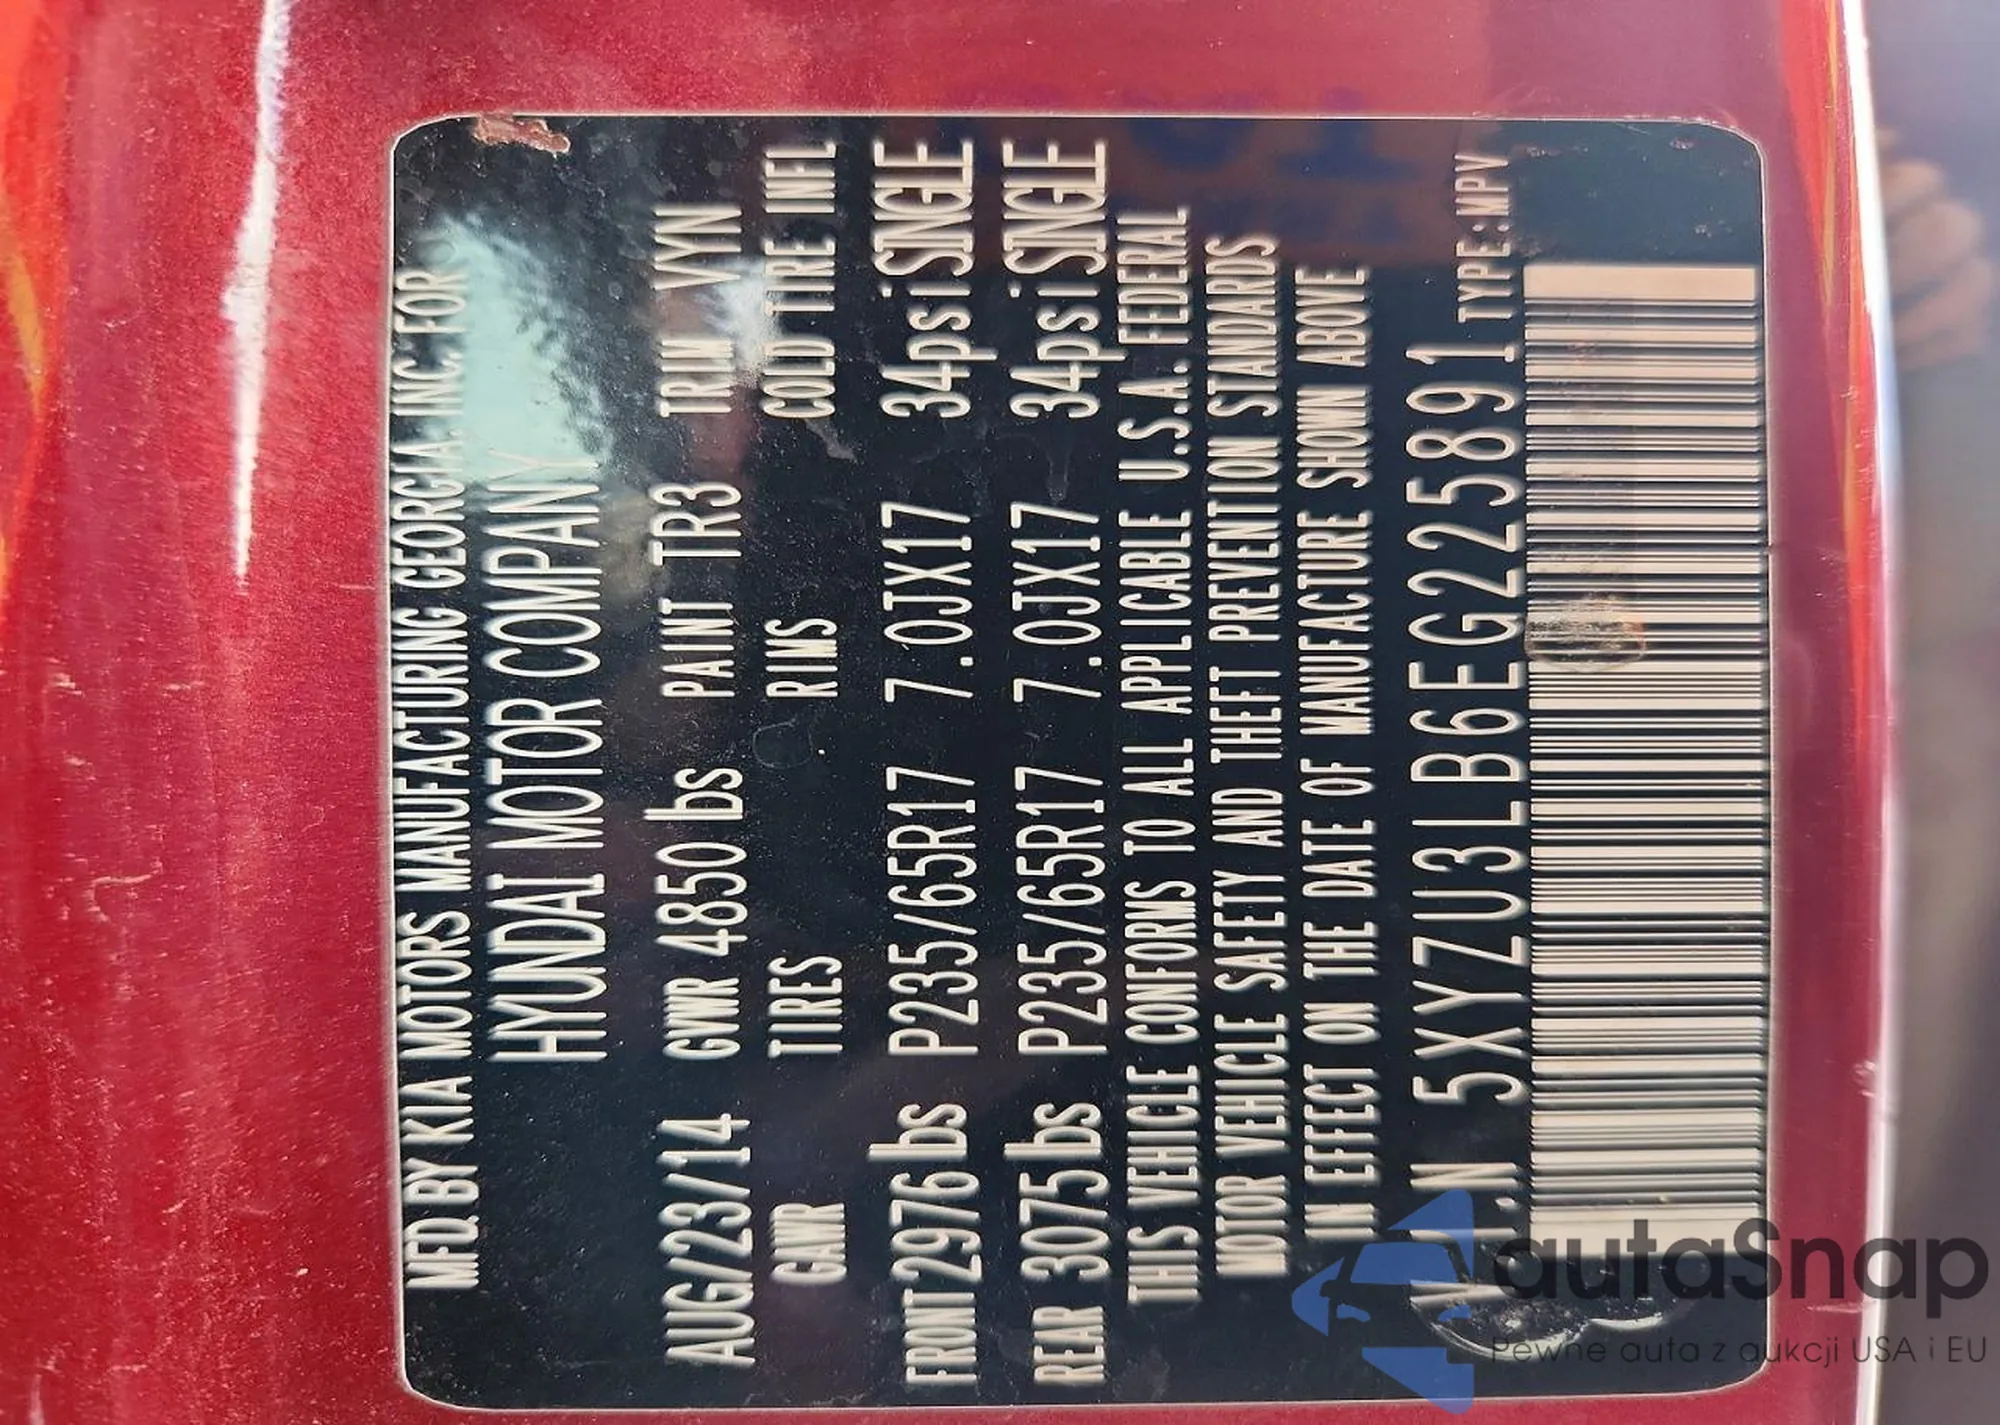 MFD. BY KIA MOTORS MANUFACTURING GEORGIA. INC. FOR
HYUNDAI MOTOR COMPANY
AUG/23/14 GVWR 4850 lbs PAINT TR3 TRIM VYN
GAWR TIRES RIMS COLD TIRE INFL
FRONT 2976 lbs P235/65R17 7.0JX17 34psi SINGLE
REAR 3075 lbs P235/65R17 7.0JX17 34psi SINGLE
THIS VEHICLE CONFORMS TO ALL APPLICABLE U.S.A. FEDERAL
MOTOR VEHICLE SAFETY AND THEFT PREVENTION STANDARDS
IN EFFECT ON THE DATE OF MANUFACTURE SHOWN ABOVE
V.I.N 5XYZU3LB6EG225891 TYPE:MPV
autaSnap
Pewne auta z aukcji USA i EU